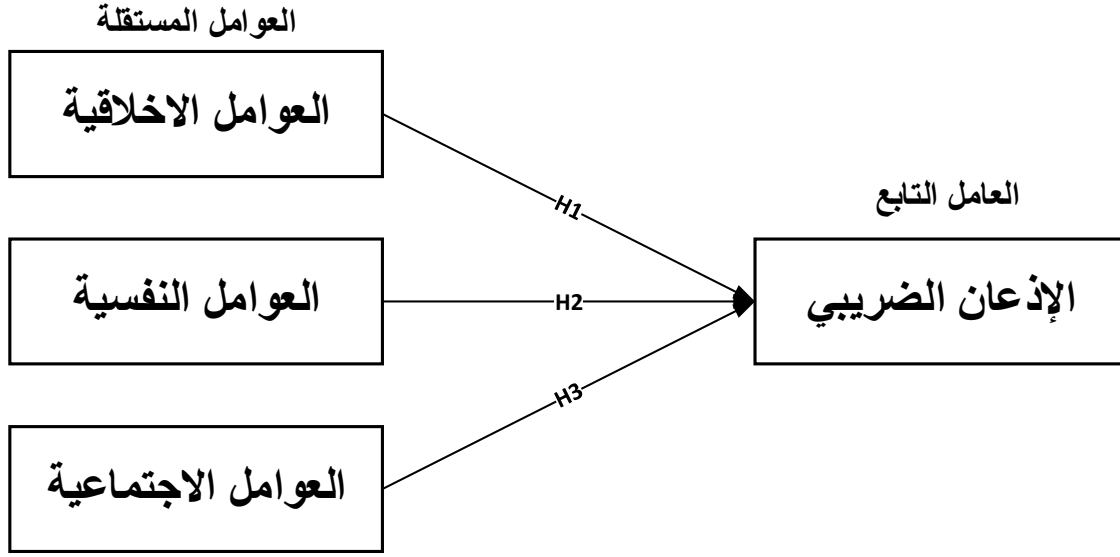 العوامل المستقلة
العوامل الاخلاقية
H1
العامل التابع
العوامل النفسية
H2
الإذعان الضريبي
H3
العوامل الاجتماعية